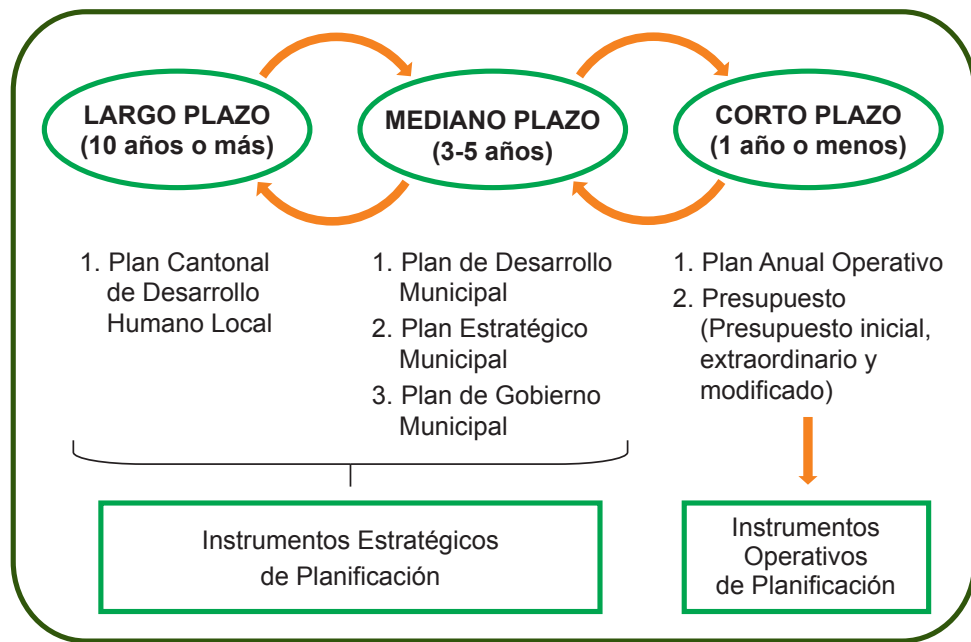 LARGO PLAZO
(10 años o más)
MEDIANO PLAZO
(3-5 años)
CORTO PLAZO
(1 año o menos)
1. Plan Cantonal
de Desarrollo
Humano Local
1. Plan de Desarrollo
Municipal
2. Plan Estratégico
Municipal
3. Plan de Gobierno
Municipal
1. Plan Anual Operativo
2. Presupuesto
(Presupuesto inicial,
extraordinario y
modificado)
Instrumentos Estratégicos
de Planificación
Instrumentos
Operativos
de Planificación